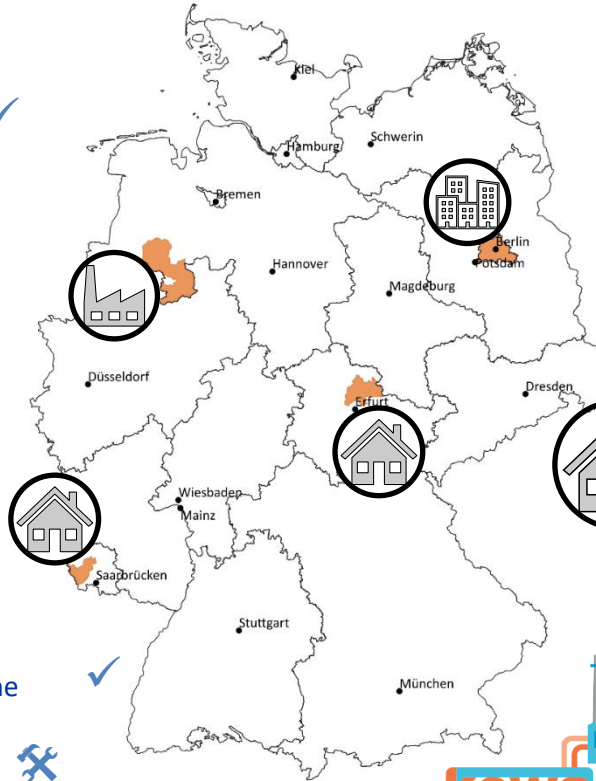 Kiel
Hamburg
Schwerin
Bremen
Berlin
Potsdam
Hannover
Magdeburg
Düsseldorf
Dresden
Erfurt
Wiesbaden
Mainz
Saarbrücken
Stuttgart
München